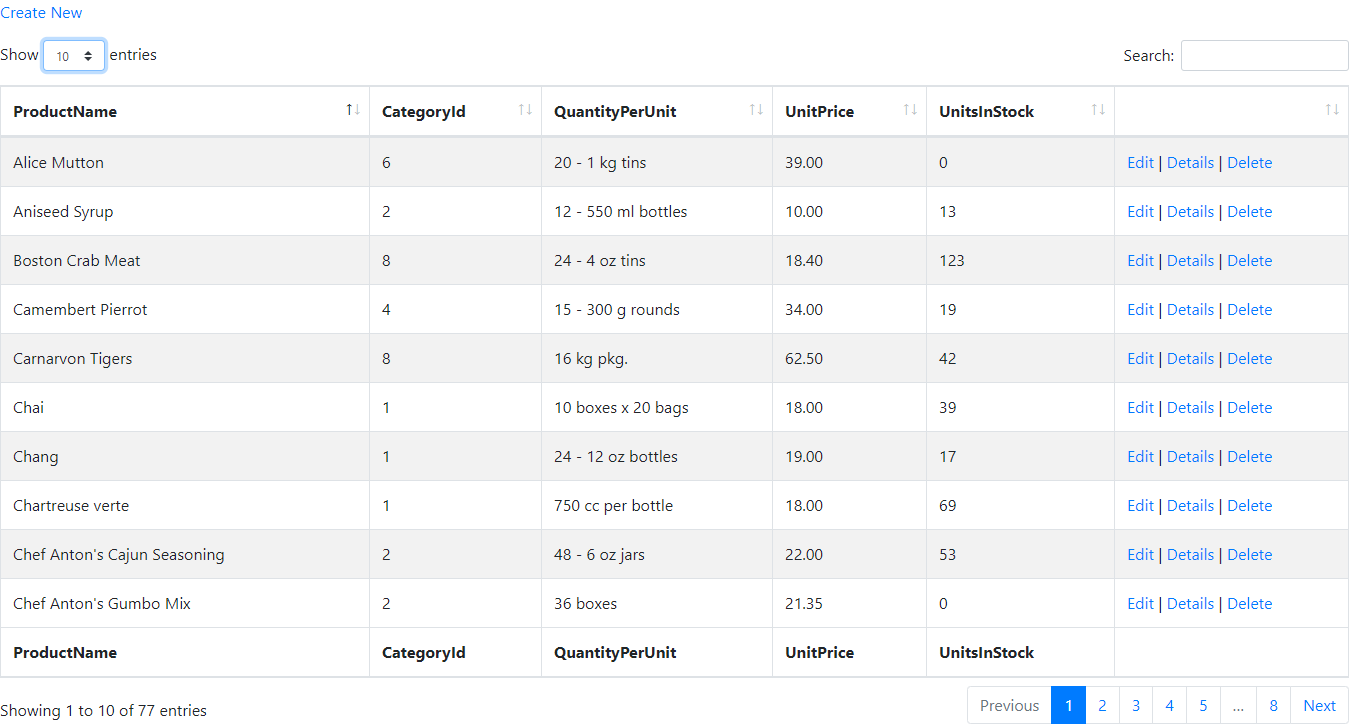 Create New
Show 10 entries Search:
ProductName CategoryId QuantityPerUnit UnitPrice UnitsInStock
Alice Mutton 6 20 - 1 kg tins 39.00 0 Edit | Details | Delete
Aniseed Syrup 2 12 - 550 ml bottles 10.00 13 Edit | Details | Delete
Boston Crab Meat 8 24 - 4 oz tins 18.40 123 Edit | Details | Delete
Camembert Pierrot 4 15 - 300 g rounds 34.00 19 Edit | Details | Delete
Carnarvon Tigers 8 16 kg pkg. 62.50 42 Edit | Details | Delete
Chai 1 10 boxes x 20 bags 18.00 39 Edit | Details | Delete
Chang 1 24 - 12 oz bottles 19.00 17 Edit | Details | Delete
Chartreuse verte 1 750 cc per bottle 18.00 69 Edit | Details | Delete
Chef Anton's Cajun Seasoning 2 48 - 6 oz jars 22.00 53 Edit | Details | Delete
Chef Anton's Gumbo Mix 2 36 boxes 21.35 0 Edit | Details | Delete
ProductName CategoryId QuantityPerUnit UnitPrice UnitsInStock
Showing 1 to 10 of 77 entries Previous 1 2 3 4 5 ... 8 Next